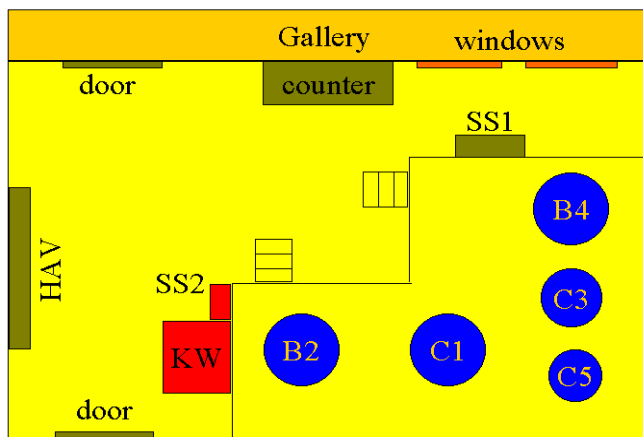 Gallery
windows
door
counter
SS1
B4
HAV
SS2
C3
KW
B2
C1
C5
door